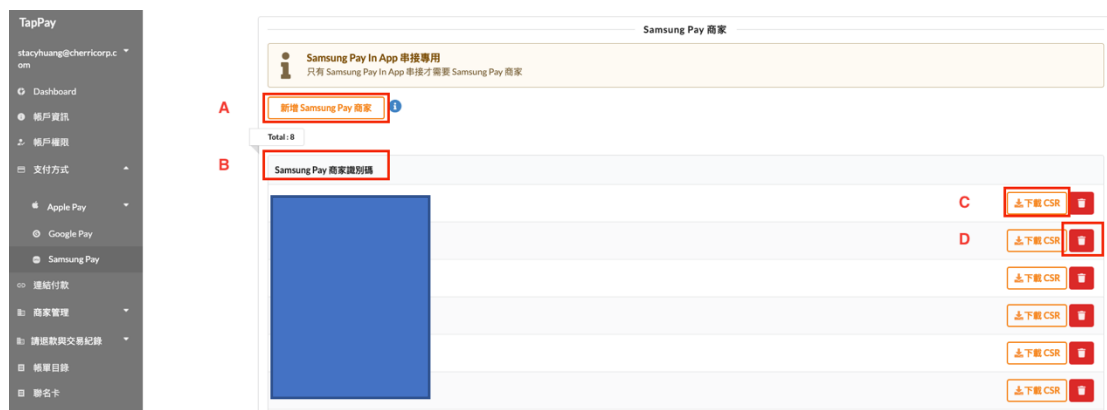 TapPay
stacyhuang@cherricorp.c
om
Dashboard
帳戶資訊
帳戶權限
支付方式
Apple Pay
Google Pay
Samsung Pay
連結付款
商家管理
請退款與交易紀錄
帳單目錄
聯名卡
Samsung Pay 商家
Samsung Pay In App 串接專用
只有 Samsung Pay In App 串接才需要 Samsung Pay 商家
A
新增 Samsung Pay 商家
Total : 8
B
Samsung Pay 商家識別碼
C
下載 CSR
D
下載 CSR
下載 CSR
下載 CSR
下載 CSR
下載 CSR